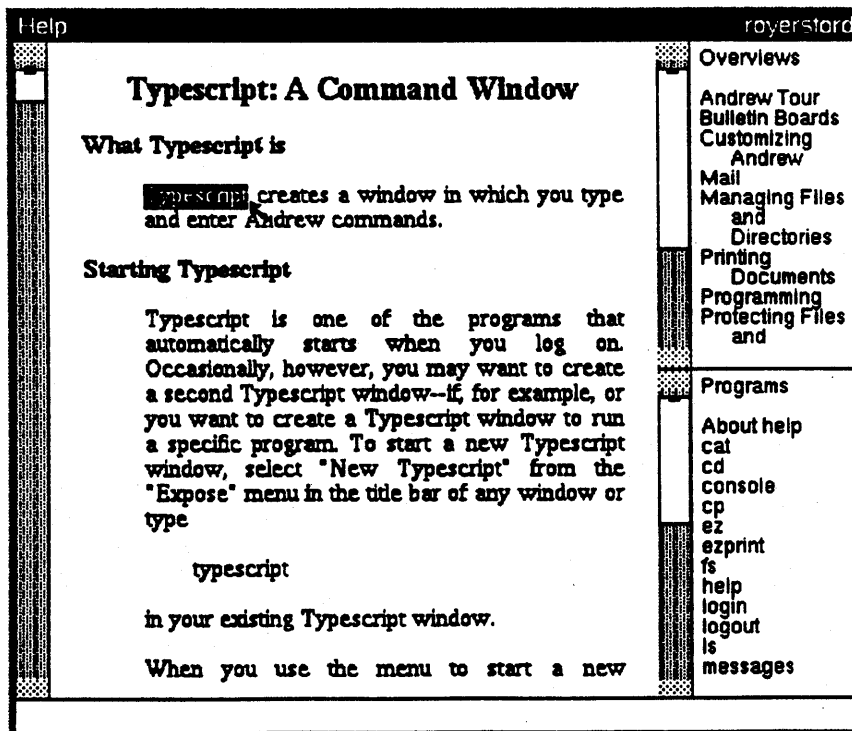 Help royerstord
Typescript: A Command Window
What Typescript is
Typescript creates a window in which you type
and enter Andrew commands.
Starting Typescript
Typescript is one of the programs that
automatically starts when you log on.
Occasionally, however, you may want to create
a second Typescript window--if, for example, or
you want to create a Typescript window to run
a specific program. To start a new Typescript
window, select "New Typescript" from the
"Expose" menu in the title bar of any window or
type
typescript
in your existing Typescript window.
When you use the menu to start a new
Overviews
Andrew Tour
Bulletin Boards
Customizing
Andrew
Mail
Managing Files
and
Directories
Printing
Documents
Programming
Protecting Files
and
Programs
About help
cat
cd
console
cp
ez
ezprint
fs
help
login
logout
ls
messages